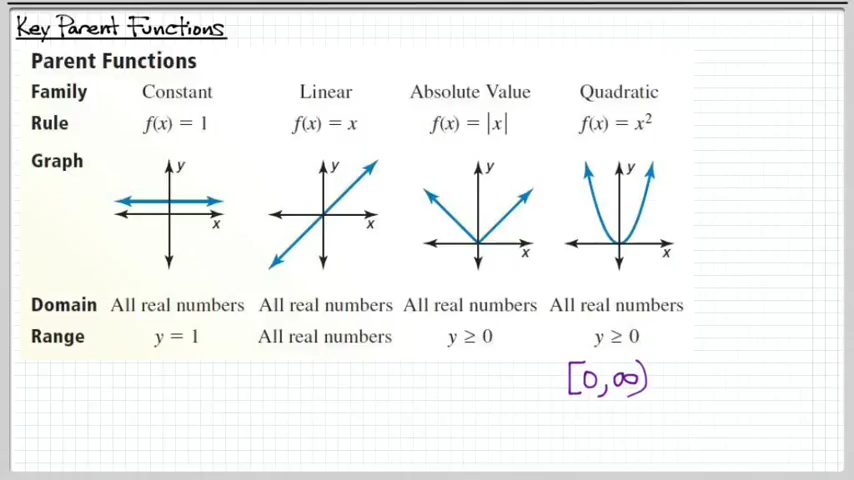 Key Parent Functions
Parent Functions
Family Constant Linear Absolute Value Quadratic
Rule f(x) = 1 f(x) = x f(x) = |x| f(x) = x²
Graph y y y y
x x x x
Domain All real numbers All real numbers All real numbers All real numbers
Range y = 1 All real numbers y ≥ 0 y ≥ 0
[0, ∞)